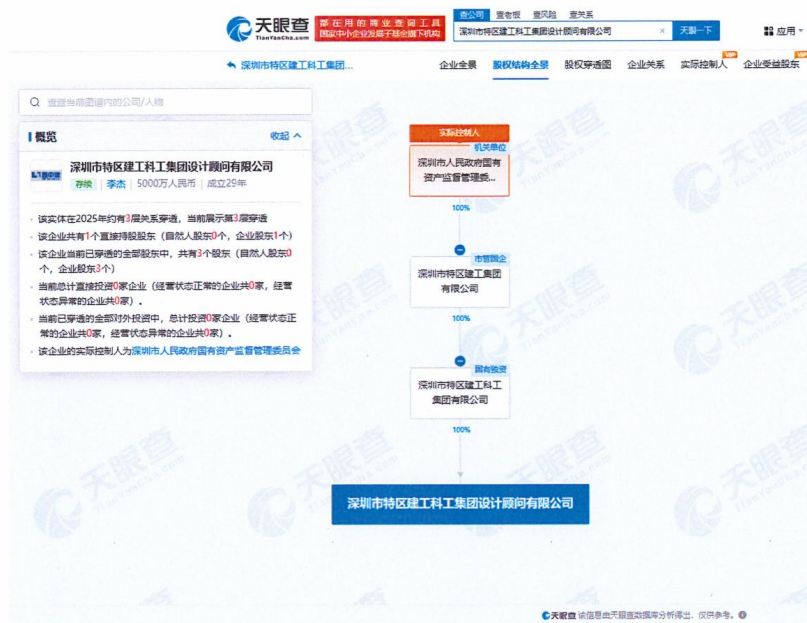 查公司 查老板 查风险 查关系
天眼查
TianYanCha.com
都在用的商业查询工具
国家中小企业发展子基金旗下机构
深圳市特区建工科工集团设计顾问有限公司 × 天眼一下
应用
深圳市特区建工科工集团...
企业全景 股权结构全景 股权穿透图 企业关系 实际控制人 VIP 企业受益股东 VIP
查查当前图谱内的公司/人物
概览 收起
深圳市特区建工科工集团设计顾问有限公司
存续 李杰 5000万人民币 成立29年
该实体在2025年约有3层关系穿透,当前展示第3层穿透
该企业共有1个直接持股股东(自然人股东0个,企业股东1个)
该企业当前已穿透的全部股东中,共有3个股东(自然人股东0
个,企业股东3个)
当前总计直接投资0家企业(经营状态正常的企业共0家,经营
状态异常的企业共0家)。
当前已穿透的全部对外投资中,总计投资0家企业(经营状态正
常的企业共0家,经营状态异常的企业共0家)。
该企业的实际控制人为深圳市人民政府国有资产监督管理委员会
实际控制人
机关单位
深圳市人民政府国有
资产监督管理委...
100%
市管国企
深圳市特区建工集团
有限公司
100%
国有独资
深圳市特区建工科工
集团有限公司
100%
深圳市特区建工科工集团设计顾问有限公司
天眼查 该信息由天眼查数据库分析得出,仅供参考。